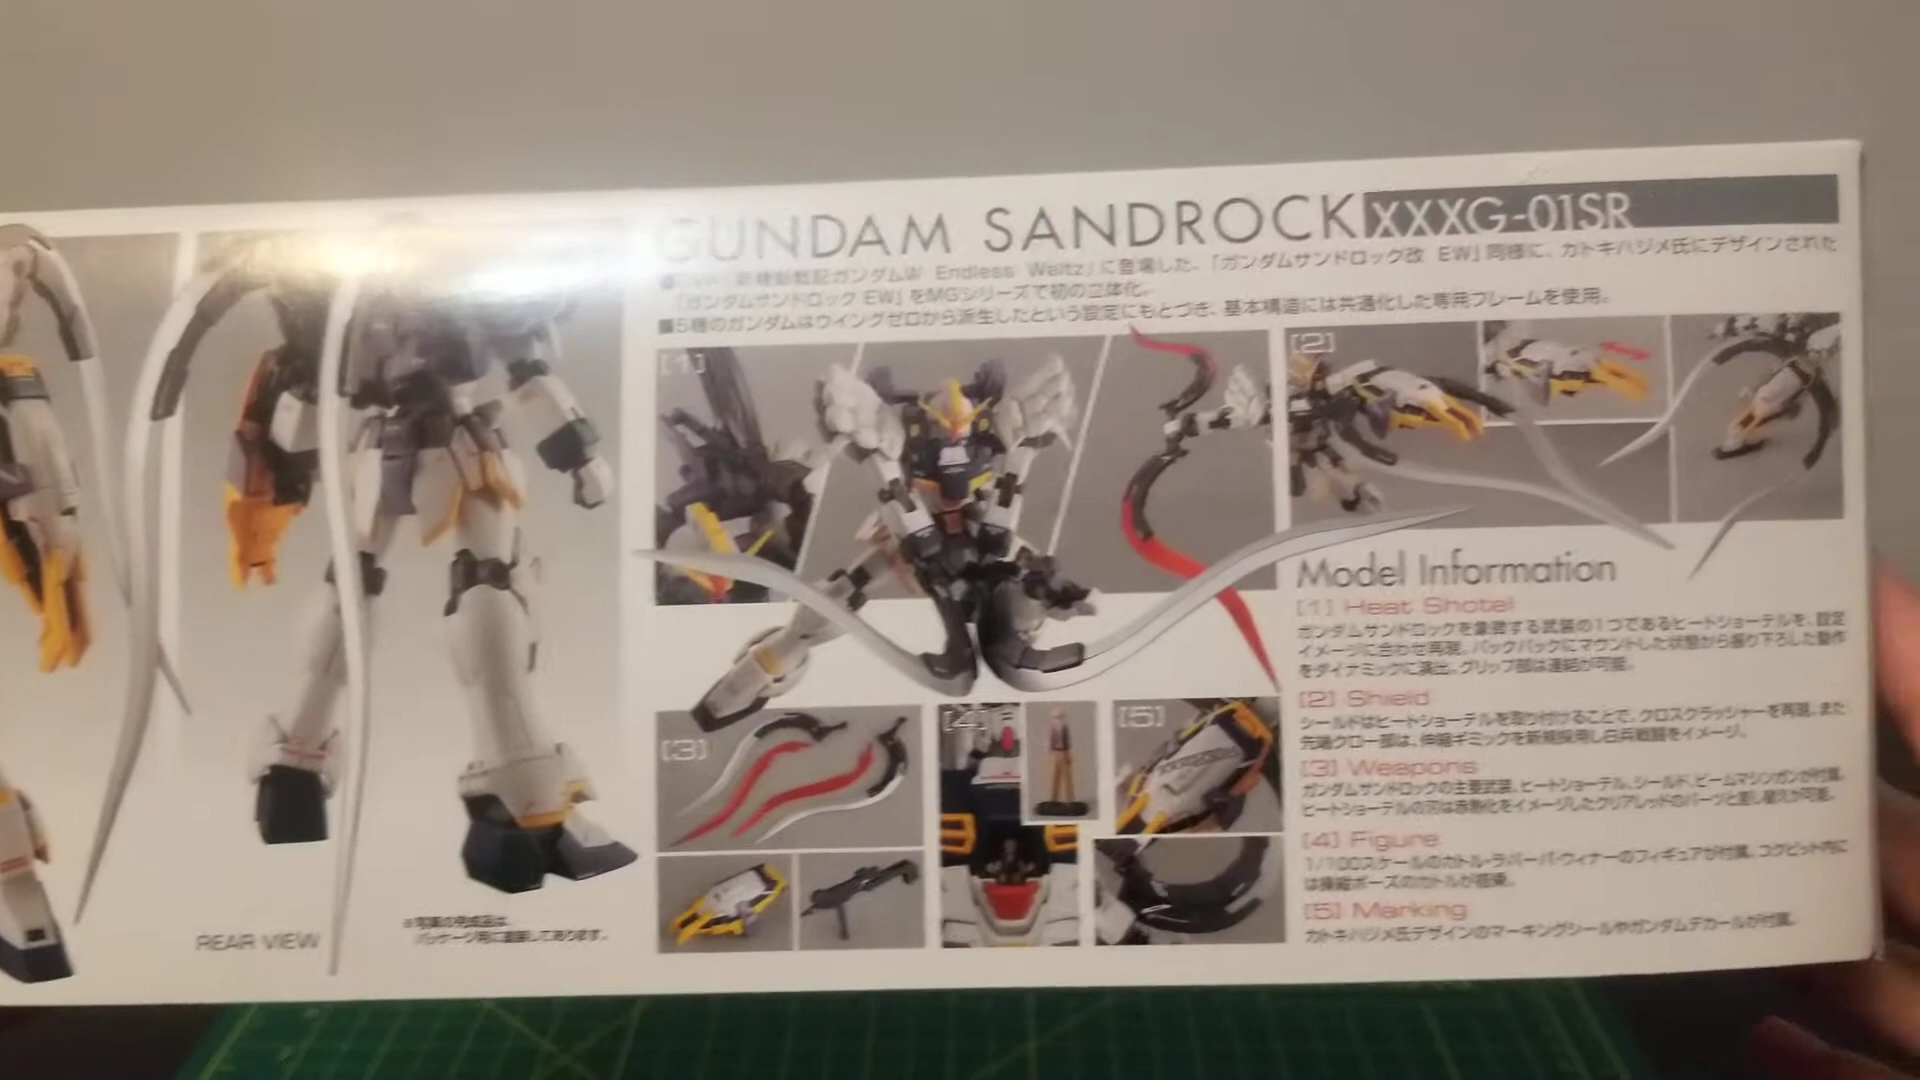 GUNDAM SANDROCK XXXG-01SR
新機動戦記ガンダムW Endless Waltz」に登場した、「ガンダムサンドロック改 EW」同様に、カトキハジメ氏にデザインされた
「ガンダムサンドロック EW」をMGシリーズで初の立体化。
■5機のガンダムはウイングゼロから派生したという設定にもとづき、基本構造には共通化した専用フレームを使用。
[1]
[2]
Model Information
[1] Heat Shotel
ガンダムサンドロックを象徴する武装の1つであるヒートショーテルを、設定
イメージに合わせ再現。バックパックにマウントした状態から振り下ろした動作
をダイナミックに演出。グリップ部は連結が可能。
[2] Shield
シールドはヒートショーテルを取り付けることで、クロスクラッシャーを再現。また
先端クロー部は、伸縮ギミックを新規採用し白兵戦闘をイメージ。
[3] Weapons
ガンダムサンドロックの主要武装、ヒートショーテル、シールド、ビームマシンガンが付属。
ヒートショーテルの刃は赤熱化をイメージしたクリアレッドのパーツと差し替えが可能。
[4] Figure
1/100スケールのカトル・ラバーバ・ウィナーのフィギュアが付属。コクピット内に
は操縦ポーズのカトルが搭乗。
[5] Marking
カトキハジメ氏デザインのマーキングシールやガンダムデカールが付属。
[3]
[4]
[5]
REAR VIEW
※写真の完成品は、
パッケージ用に塗装してあります。